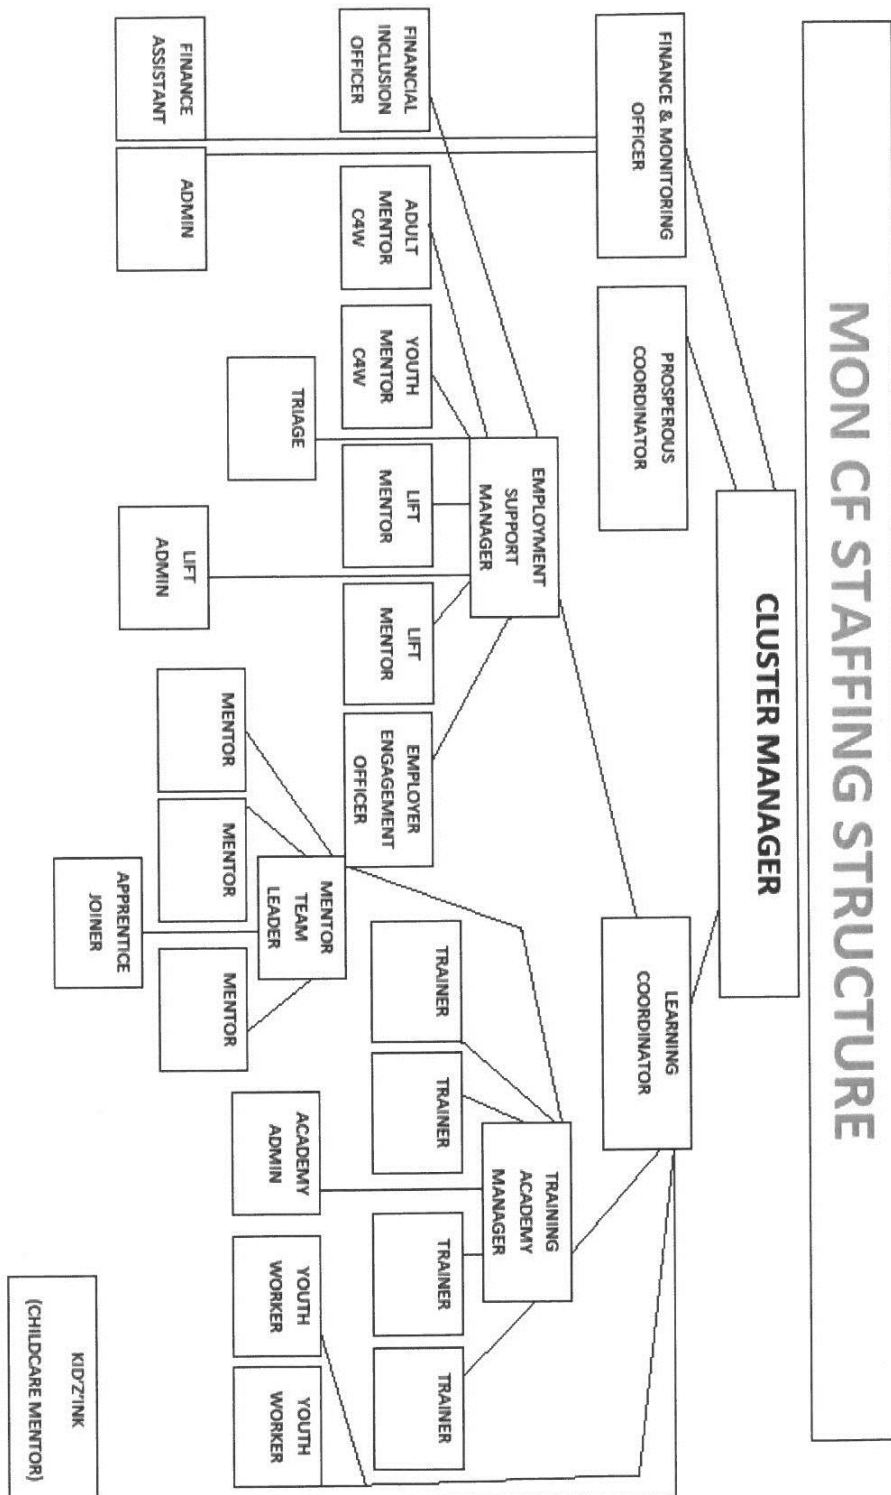 MON CF STAFFING STRUCTURE
CLUSTER MANAGER
FINANCE & MONITORING
OFFICER
PROSPEROUS
COORDINATOR
LEARNING
COORDINATOR
FINANCIAL
INCLUSION
OFFICER
ADULT
MENTOR
C4W
YOUTH
MENTOR
C4W
EMPLOYMENT
SUPPORT
MANAGER
LIFT
MENTOR
LIFT
MENTOR
EMPLOYER
ENGAGEMENT
OFFICER
TRIAGE
LIFT
ADMIN
FINANCE
ASSISTANT
ADMIN
TRAINING
ACADEMY
MANAGER
TRAINER
TRAINER
TRAINER
TRAINER
MENTOR
TEAM
LEADER
MENTOR
MENTOR
MENTOR
APPRENTICE
JOINER
ACADEMY
ADMIN
YOUTH
WORKER
YOUTH
WORKER
KID'Z'INK
(CHILDCARE MENTOR)